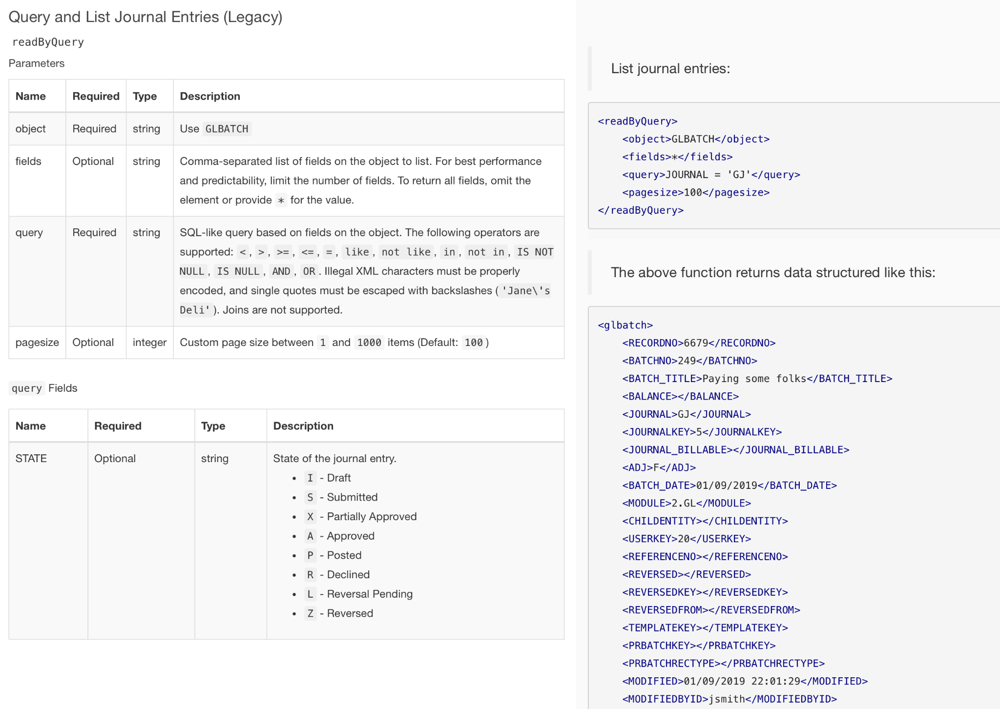 Query and List Journal Entries (Legacy)
readByQuery
Parameters
Name Required Type Description
object Required string Use GLBATCH
fields Optional string Comma-separated list of fields on the object to list. For best performance
and predictability, limit the number of fields. To return all fields, omit the
element or provide * for the value.
query Required string SQL-like query based on fields on the object. The following operators are
supported: <, >, >=, <=, =, like, not like, in, not in, IS NOT
NULL, IS NULL, AND, OR. Illegal XML characters must be properly
encoded, and single quotes must be escaped with backslashes ('Jane\'s
Deli'). Joins are not supported.
pagesize Optional integer Custom page size between 1 and 1000 items (Default: 100)
query Fields
Name Required Type Description
STATE Optional string State of the journal entry.
• I - Draft
• S - Submitted
• X - Partially Approved
• A - Approved
• P - Posted
• R - Declined
• L - Reversal Pending
• Z - Reversed
List journal entries:
<readByQuery>
<object>GLBATCH</object>
<fields>*</fields>
<query>JOURNAL = 'GJ'</query>
<pagesize>100</pagesize>
</readByQuery>
The above function returns data structured like this:
<glbatch>
<RECORDNO>6679</RECORDNO>
<BATCHNO>249</BATCHNO>
<BATCH_TITLE>Paying some folks</BATCH_TITLE>
<BALANCE></BALANCE>
<JOURNAL>GJ</JOURNAL>
<JOURNALKEY>5</JOURNALKEY>
<JOURNAL_BILLABLE></JOURNAL_BILLABLE>
<ADJ>F</ADJ>
<BATCH_DATE>01/09/2019</BATCH_DATE>
<MODULE>2.GL</MODULE>
<CHILDENTITY></CHILDENTITY>
<USERKEY>20</USERKEY>
<REFERENCENO></REFERENCENO>
<REVERSED></REVERSED>
<REVERSEDKEY></REVERSEDKEY>
<REVERSEDFROM></REVERSEDFROM>
<TEMPLATEKEY></TEMPLATEKEY>
<PRBATCHKEY></PRBATCHKEY>
<PRBATCHRECTYPE></PRBATCHRECTYPE>
<MODIFIED>01/09/2019 22:01:29</MODIFIED>
<MODIFIEDBYID>jsmith</MODIFIEDBYID>